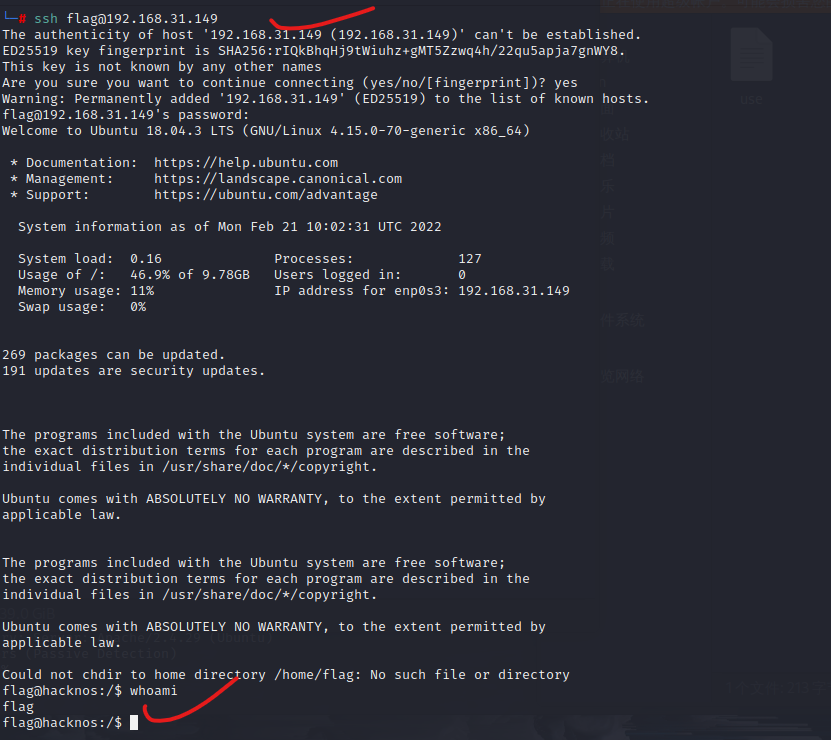 └─# ssh flag@192.168.31.149
The authenticity of host '192.168.31.149 (192.168.31.149)' can't be established.
ED25519 key fingerprint is SHA256:rIQkBhqHj9tWiuhz+gMT5Zzwq4h/22qu5apja7gnWY8.
This key is not known by any other names
Are you sure you want to continue connecting (yes/no/[fingerprint])? yes
Warning: Permanently added '192.168.31.149' (ED25519) to the list of known hosts.
flag@192.168.31.149's password:
Welcome to Ubuntu 18.04.3 LTS (GNU/Linux 4.15.0-70-generic x86_64)
* Documentation:  https://help.ubuntu.com
* Management:     https://landscape.canonical.com
* Support:        https://ubuntu.com/advantage
System information as of Mon Feb 21 10:02:31 UTC 2022
System load:  0.16              Processes:             127
Usage of /:   46.9% of 9.78GB   Users logged in:       0
Memory usage: 11%               IP address for enp0s3: 192.168.31.149
Swap usage:   0%
269 packages can be updated.
191 updates are security updates.
The programs included with the Ubuntu system are free software;
the exact distribution terms for each program are described in the
individual files in /usr/share/doc/*/copyright.
Ubuntu comes with ABSOLUTELY NO WARRANTY, to the extent permitted by
applicable law.
The programs included with the Ubuntu system are free software;
the exact distribution terms for each program are described in the
individual files in /usr/share/doc/*/copyright.
Ubuntu comes with ABSOLUTELY NO WARRANTY, to the extent permitted by
applicable law.
Could not chdir to home directory /home/flag: No such file or directory
flag@hacknos:/$ whoami
flag
flag@hacknos:/$